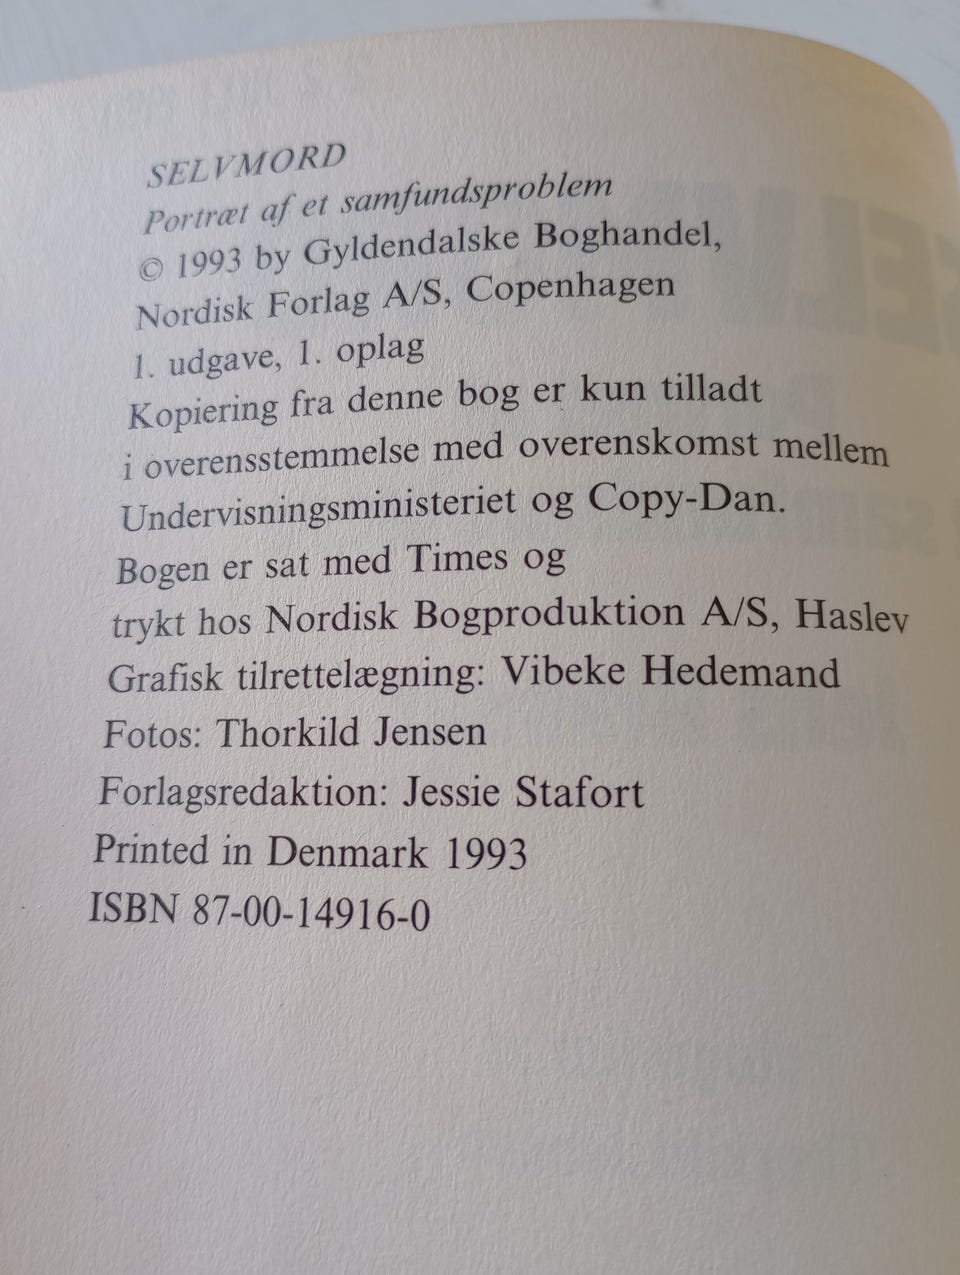 SELVMORD
Portræt af et samfundsproblem
© 1993 by Gyldendalske Boghandel,
Nordisk Forlag A/S, Copenhagen
1. udgave, 1. oplag
Kopiering fra denne bog er kun tilladt
i overensstemmelse med overenskomst mellem
Undervisningsministeriet og Copy-Dan.
Bogen er sat med Times og
trykt hos Nordisk Bogproduktion A/S, Haslev
Grafisk tilrettelægning: Vibeke Hedemand
Fotos: Thorkild Jensen
Forlagsredaktion: Jessie Stafort
Printed in Denmark 1993
ISBN 87-00-14916-0